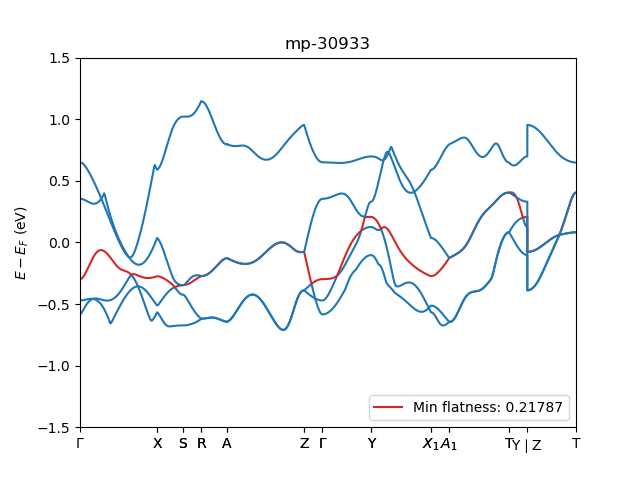 mp-30933
1.5
1.0
0.5
0.0
−0.5
−1.0
−1.5
E − E_F (eV)
Min flatness: 0.21787
Γ X S R A Z Γ Y X₁ A₁ T Y | Z T